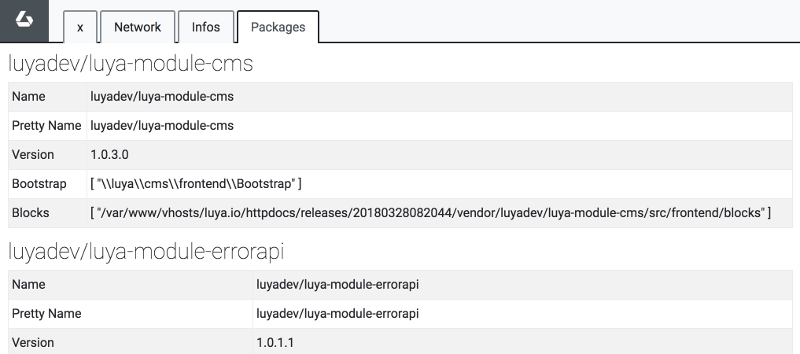 x Network Infos Packages
luyadev/luya-module-cms
Name luyadev/luya-module-cms
Pretty Name luyadev/luya-module-cms
Version 1.0.3.0
Bootstrap [ "\\luya\\cms\\frontend\\Bootstrap" ]
Blocks [ "/var/www/vhosts/luya.io/httpdocs/releases/20180328082044/vendor/luyadev/luya-module-cms/src/frontend/blocks" ]
luyadev/luya-module-errorapi
Name luyadev/luya-module-errorapi
Pretty Name luyadev/luya-module-errorapi
Version 1.0.1.1